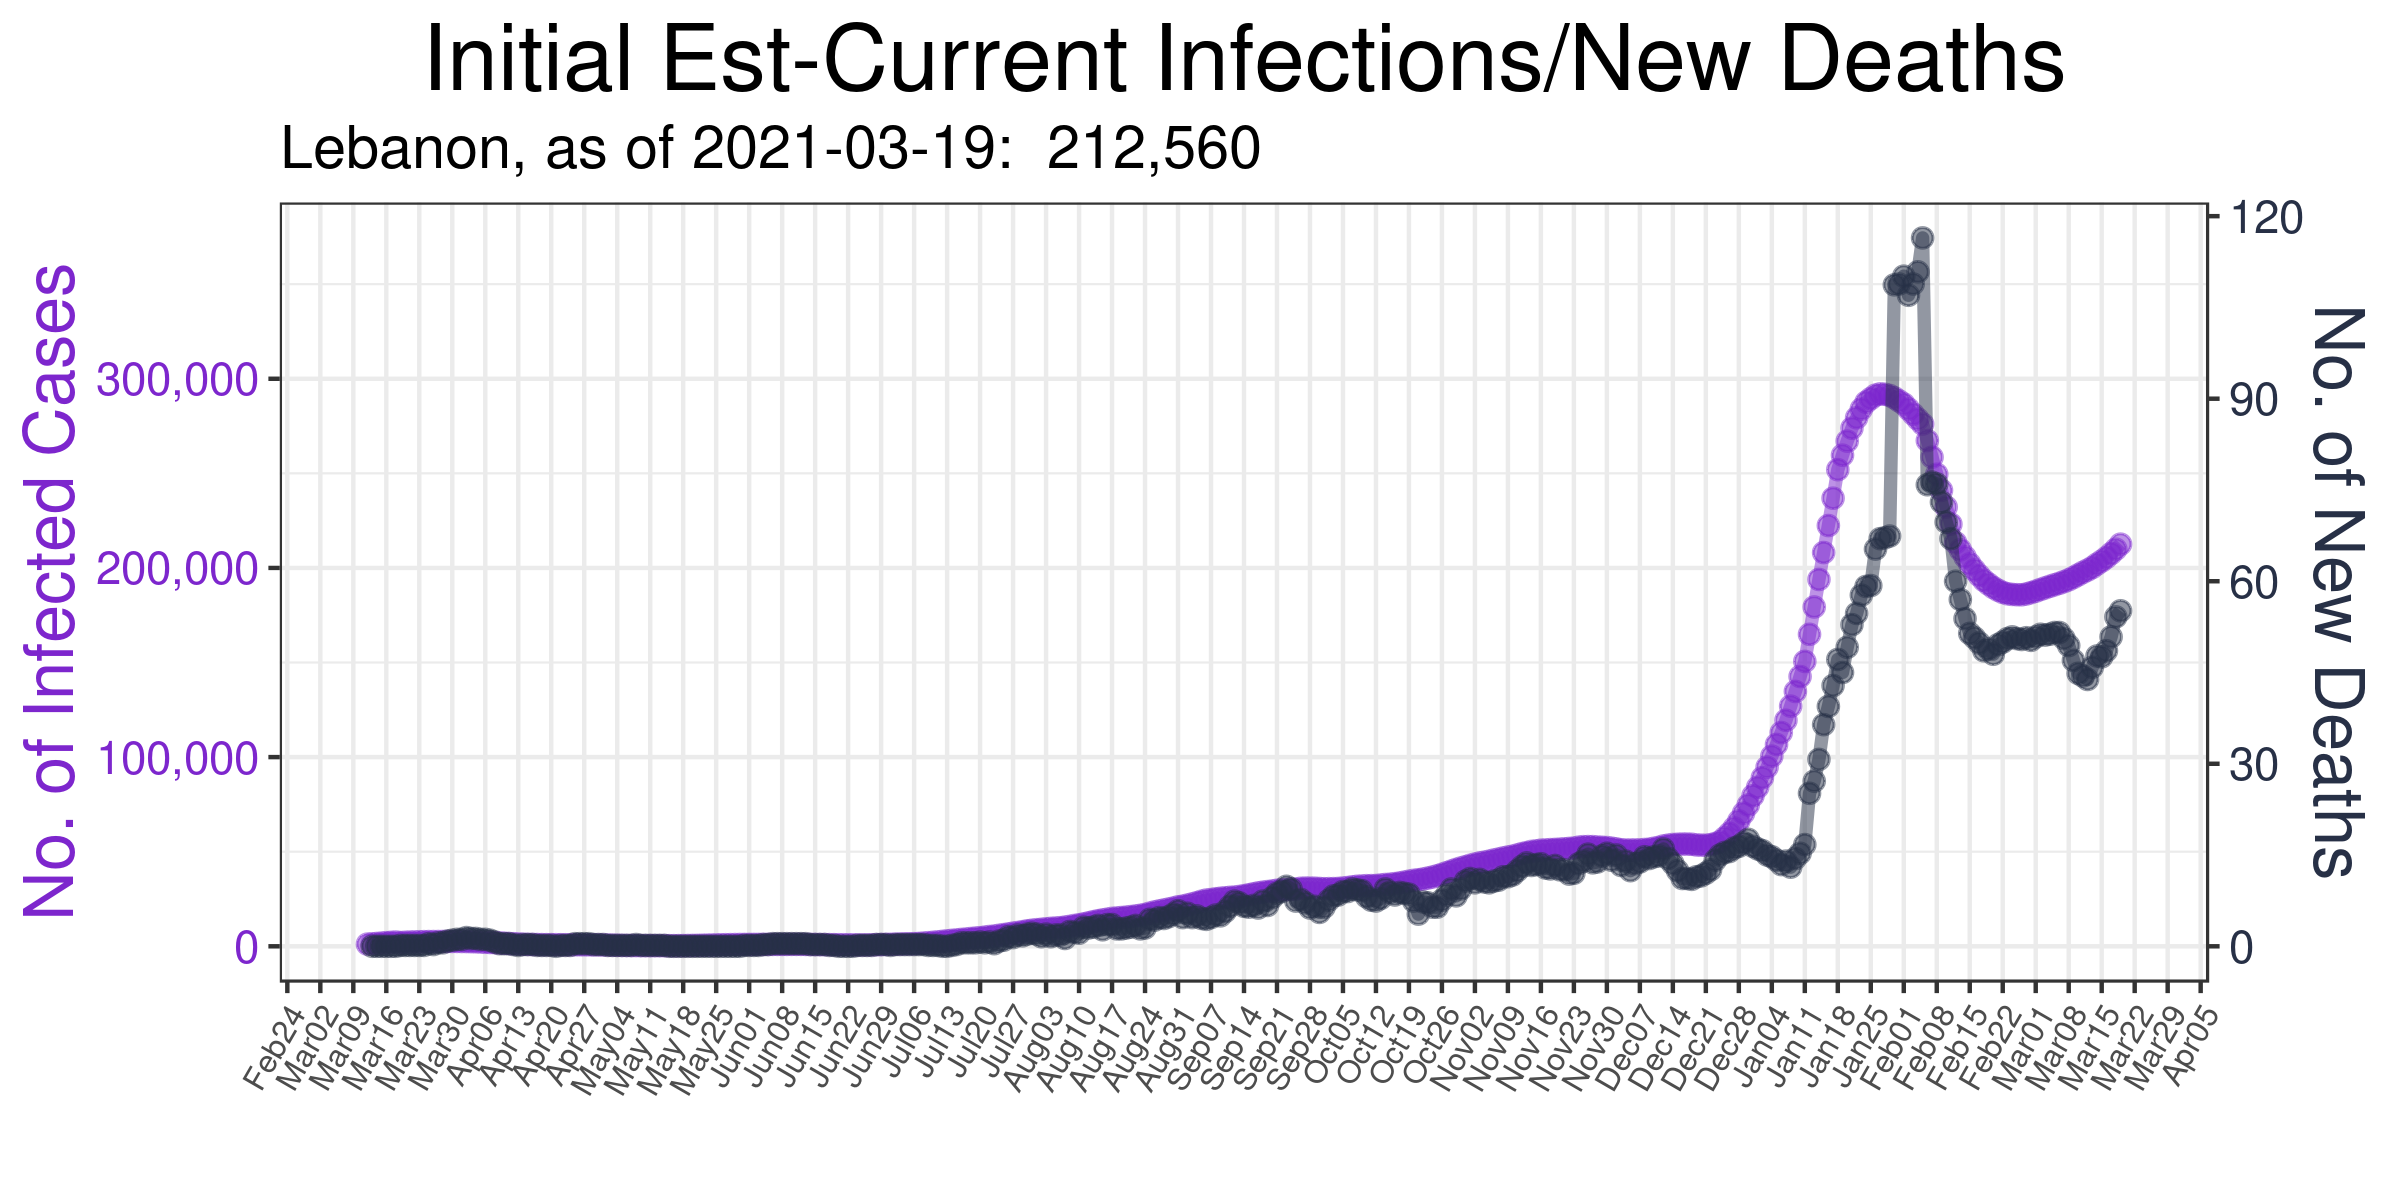 Initial Est-Current Infections/New Deaths
Lebanon, as of 2021-03-19:  212,560
No. of Infected Cases
300,000
200,000
100,000
0
120
90
60
30
0
No. of New Deaths
Feb24
Mar02
Mar09
Mar16
Mar23
Mar30
Apr06
Apr13
Apr20
Apr27
May04
May11
May18
May25
Jun01
Jun08
Jun15
Jun22
Jun29
Jul06
Jul13
Jul20
Jul27
Aug03
Aug10
Aug17
Aug24
Aug31
Sep07
Sep14
Sep21
Sep28
Oct05
Oct12
Oct19
Oct26
Nov02
Nov09
Nov16
Nov23
Nov30
Dec07
Dec14
Dec21
Dec28
Dec04
Jan11
Jan18
Jan25
Feb01
Feb08
Feb15
Feb22
Mar01
Mar08
Mar15
Mar22
Mar29
Apr05